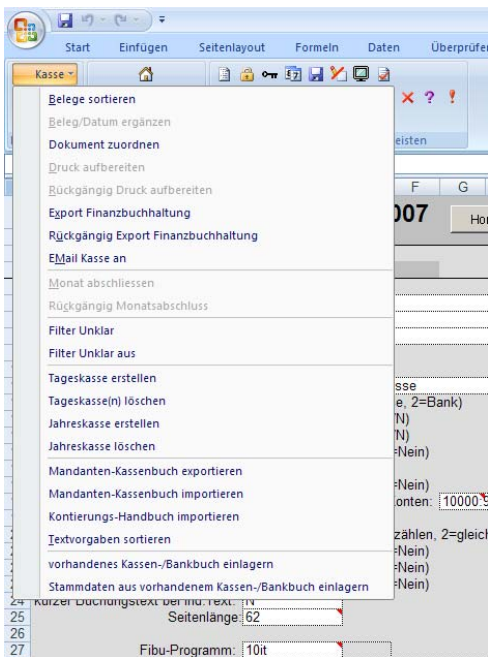 Start Einfügen Seitenlayout Formeln Daten Überprüfe
Kasse
Belege sortieren
Beleg/Datum ergänzen
Dokument zuordnen
eisten
Druck aufbereiten
Rückgängig Druck aufbereiten
F G
Export Finanzbuchhaltung
007 Ho
Rückgängig Export Finanzbuchhaltung
EMail Kasse an
Monat abschliessen
Rückgängig Monatsabschluss
Filter Unklar
Filter Unklar aus
Tageskasse erstellen
sse
Tageskasse(n) löschen
e, 2=Bank)
Jahreskasse erstellen
/N)
Jahreskasse löschen
/N)
=Nein)
Mandanten-Kassenbuch exportieren
=Nein)
Mandanten-Kassenbuch importieren
onten: 10000:9
Kontierungs-Handbuch importieren
Textvorgaben sortieren
zählen, 2=gleich
=Nein)
vorhandenes Kassen-/Bankbuch einlagern
=Nein)
Stammdaten aus vorhandenem Kassen-/Bankbuch einlagern
=Nein)
24 Kurzer Buchungstext bei ind.Text: N
25 Seitenlänge: 62
26
27 Fibu-Programm: 10it